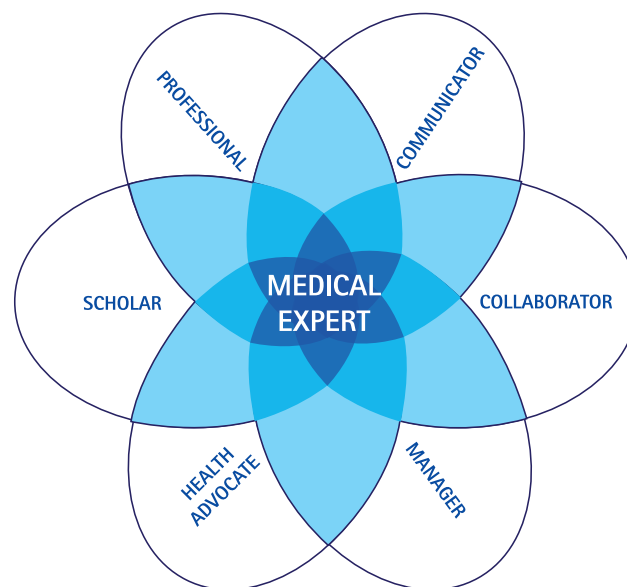 PROFESSIONAL
COMMUNICATOR
SCHOLAR
MEDICAL
EXPERT
COLLABORATOR
HEALTH
ADVOCATE
MANAGER